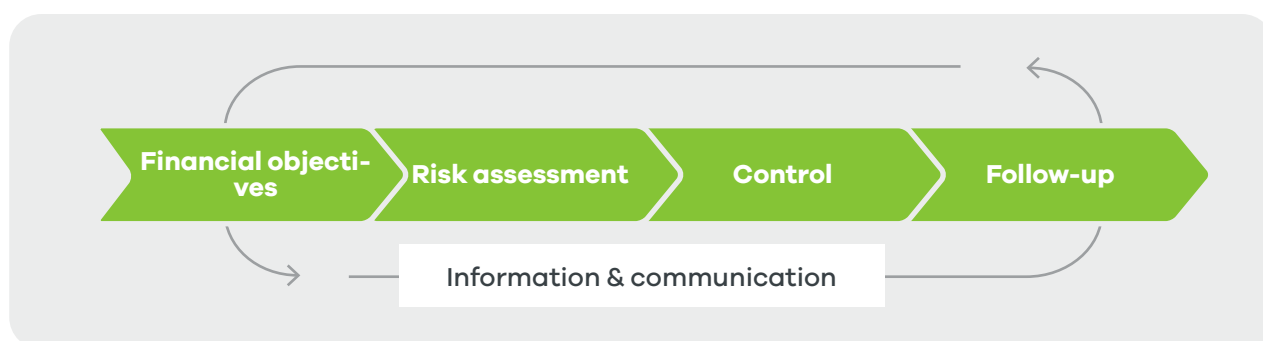 Financial objecti-
ves
Risk assessment
Control
Follow-up
Information & communication